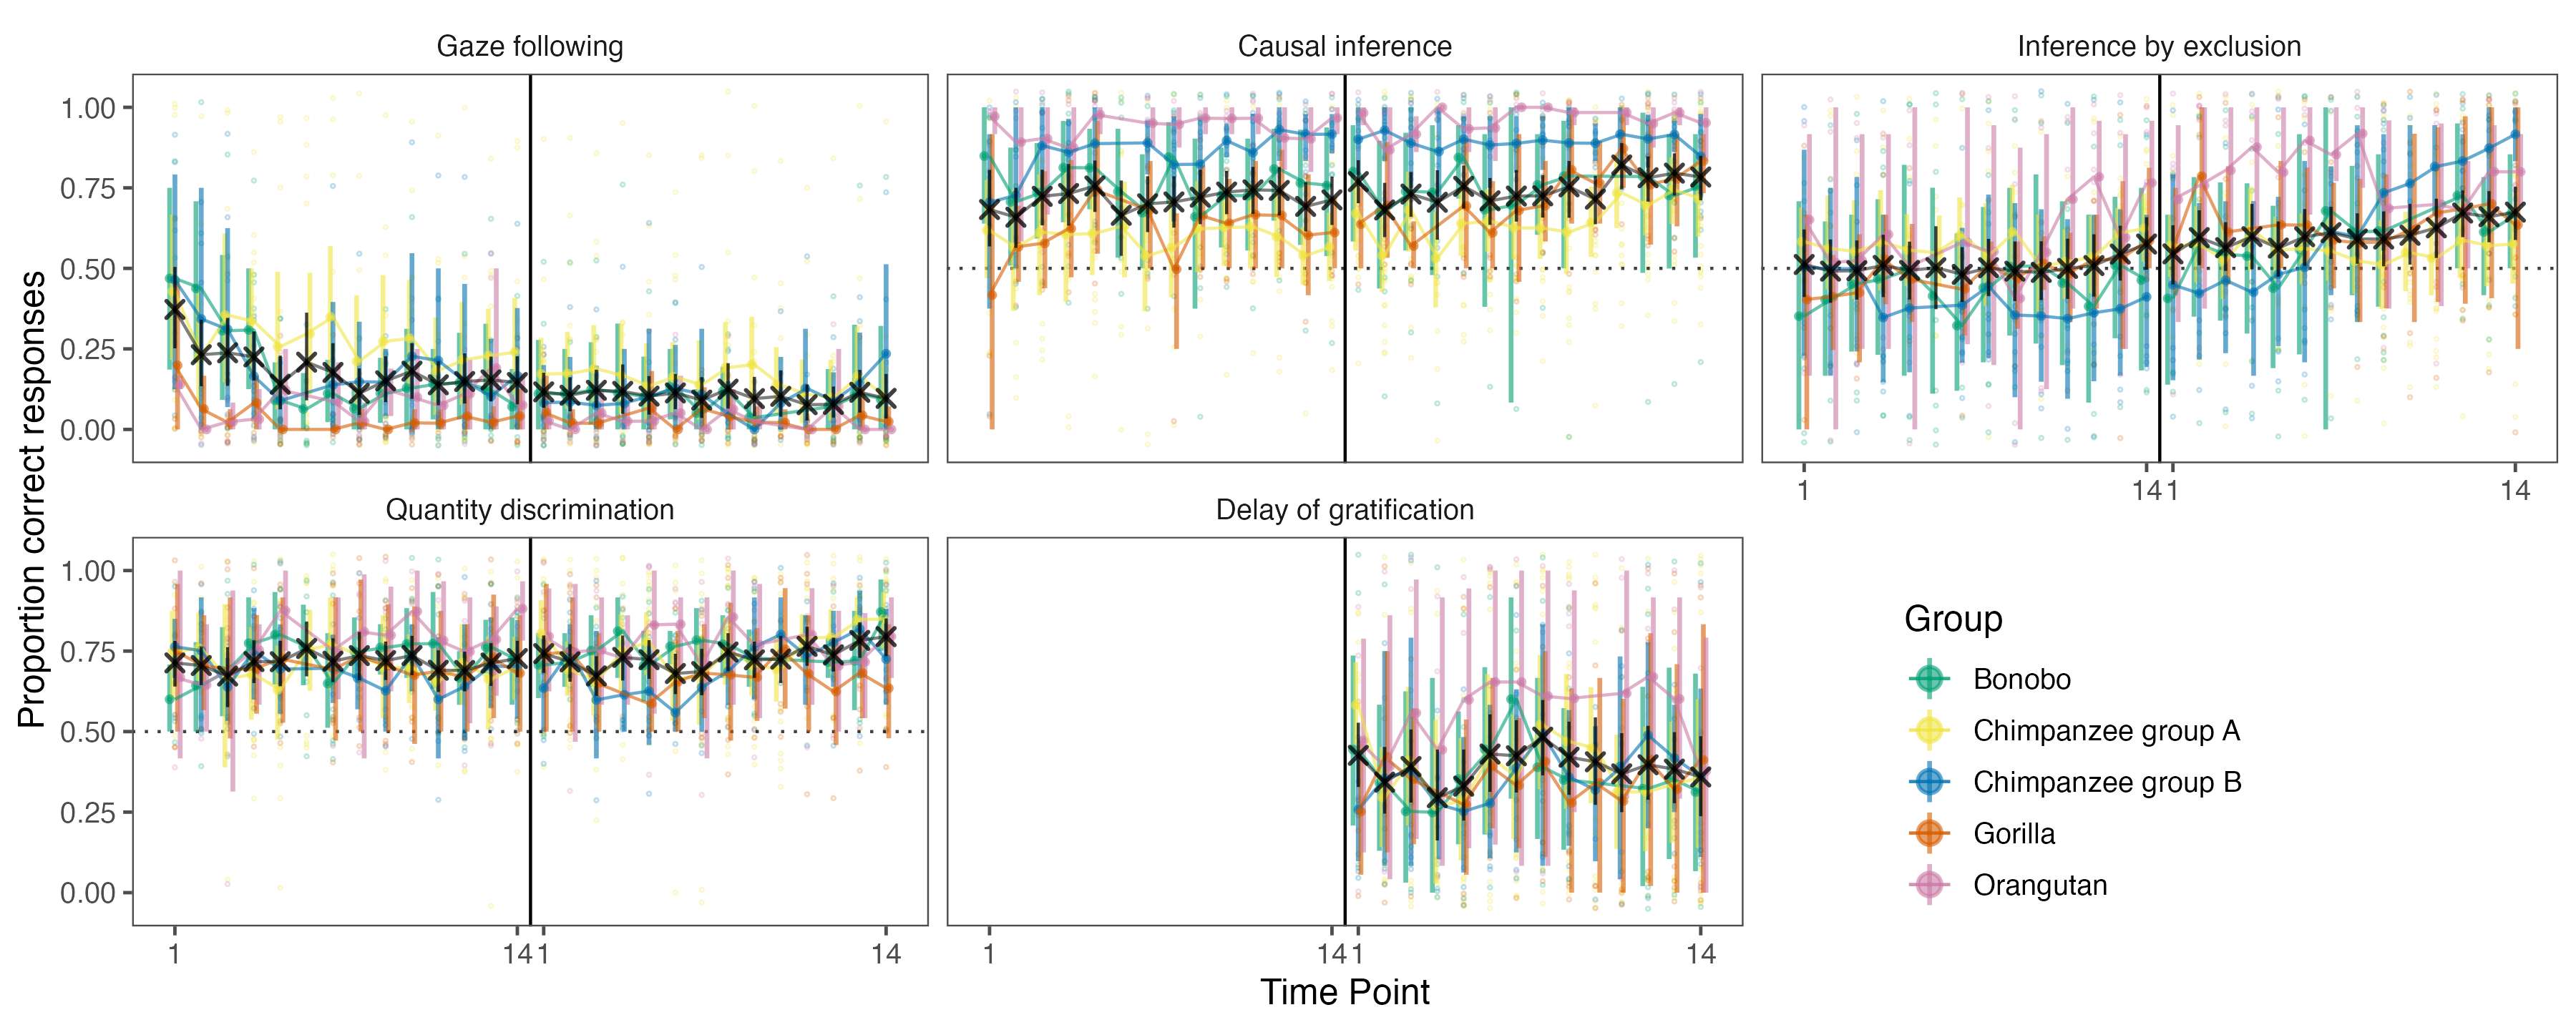 Gaze following
Causal inference
Inference by exclusion
Proportion correct responses
1.00
0.75
0.50
0.25
0.00
1
14 1
14
Quantity discrimination
Delay of gratification
1.00
0.75
0.50
0.25
0.00
1
14 1
14
1
14 1
14
Time Point
Group
Bonobo
Chimpanzee group A
Chimpanzee group B
Gorilla
Orangutan